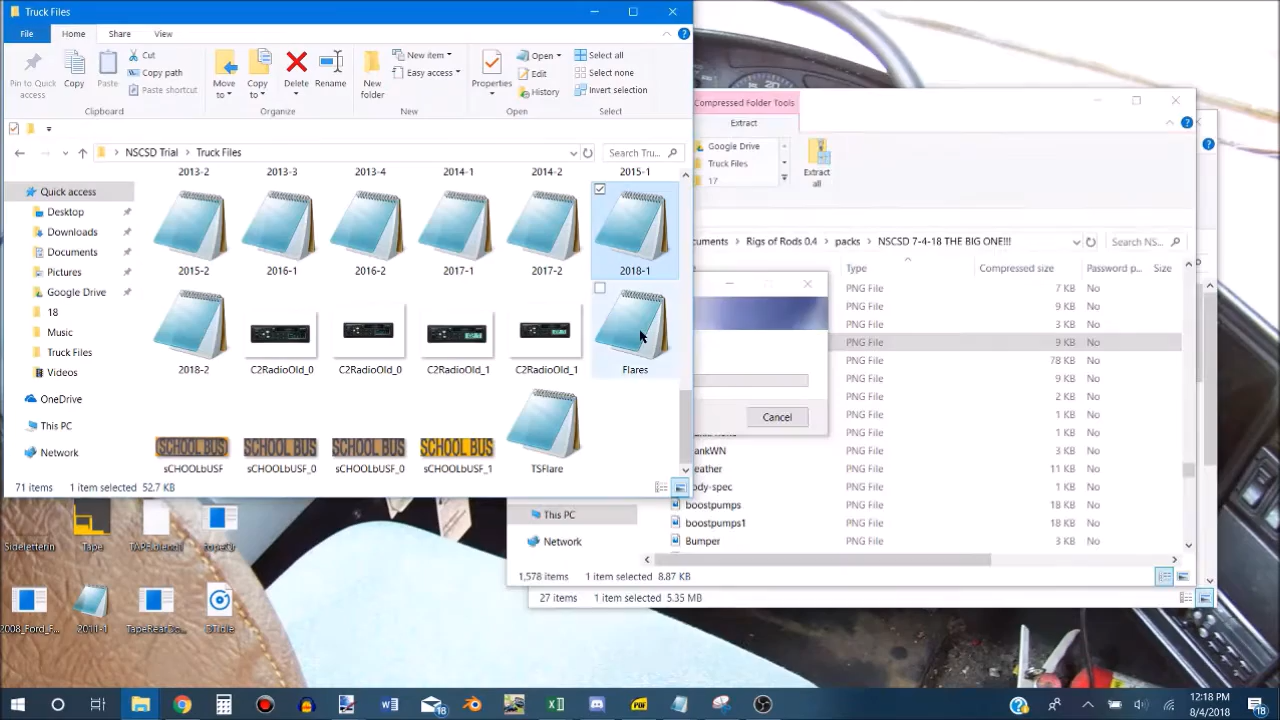 Truck Files
File Home Share View
Pin to Quick access
Copy
Paste
Cut
Copy path
Paste shortcut
Clipboard
Move to
Copy to
Delete
Rename
Organize
New folder
New item
Easy access
New
Properties
Open
Edit
History
Open
Select all
Select none
Invert selection
Select
NSCSD Trial > Truck Files
Search Tru...
Quick access
Desktop
Downloads
Documents
Pictures
Google Drive
18
Music
Truck Files
Videos
OneDrive
This PC
Network
2013-2 2013-3 2013-4 2014-1 2014-2 2015-1
2015-2 2016-1 2016-2 2017-1 2017-2 2018-1
2018-2 C2RadioOld_0 C2RadioOld_0 C2RadioOld_1 C2RadioOld_1 Flares
SCHOOL BUS SCHOOL BUS SCHOOL BUS SCHOOL BUS
sCHOOLbUSF sCHOOLbUSF_0 sCHOOLbUSF_0 sCHOOLbUSF_1 TSFlare
71 items 1 item selected 52.7 KB
Compressed Folder Tools
Extract
Google Drive
Truck Files
17
Extract all
cuments > Rigs of Rods 0.4 > packs > NSCSD 7-4-18 THE BIG ONE!!!
Search NS...
Type Compressed size Password p... Size
PNG File 7 KB No
PNG File 9 KB No
PNG File 3 KB No
PNG File 9 KB No
PNG File 78 KB No
PNG File 9 KB No
PNG File 2 KB No
PNG File 1 KB No
PNG File 1 KB No
ankWN PNG File 3 KB No
eather PNG File 11 KB No
ody-spec PNG File 1 KB No
boostpumps PNG File 18 KB No
boostpumps1 PNG File 18 KB No
Bumper PNG File 3 KB No
Cancel
This PC
Network
1,578 items 1 item selected 8.87 KB
27 items 1 item selected 5.35 MB
Sideletterin Tape TAPE.blend1
2008_Ford_F... 2011-1 TapeRearDo...
12:18 PM
8/4/2018
18
18